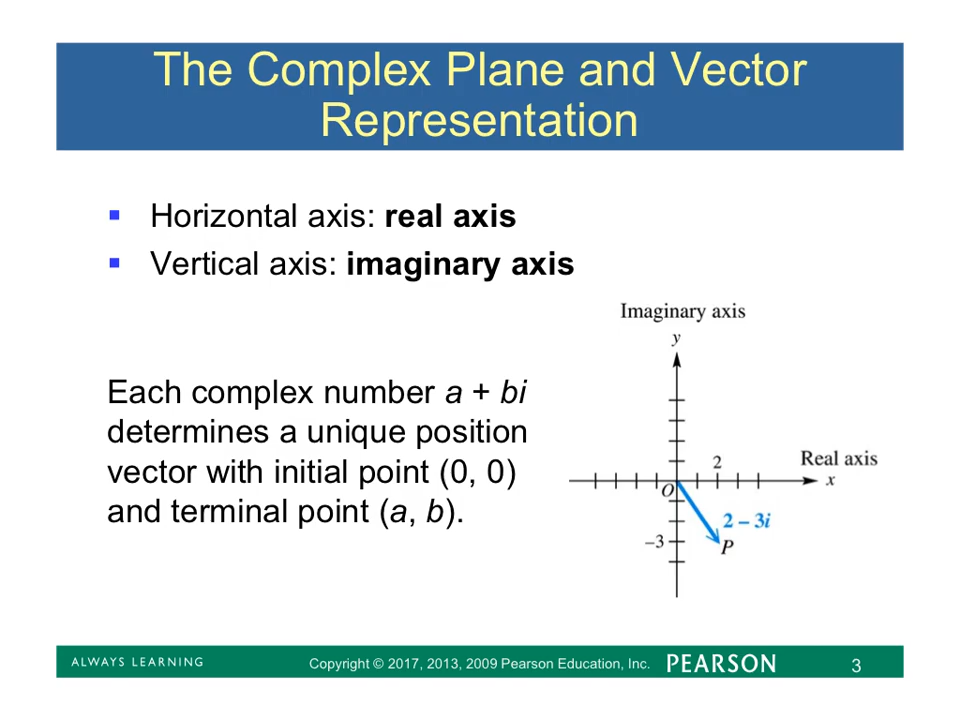 The Complex Plane and Vector
Representation
▪ Horizontal axis: real axis
▪ Vertical axis: imaginary axis
Each complex number a + bi
determines a unique position
vector with initial point (0, 0)
and terminal point (a, b).
Imaginary axis
y
2
Real axis
x
O
2 – 3i
–3
P
ALWAYS LEARNING
Copyright © 2017, 2013, 2009 Pearson Education, Inc.
PEARSON
3